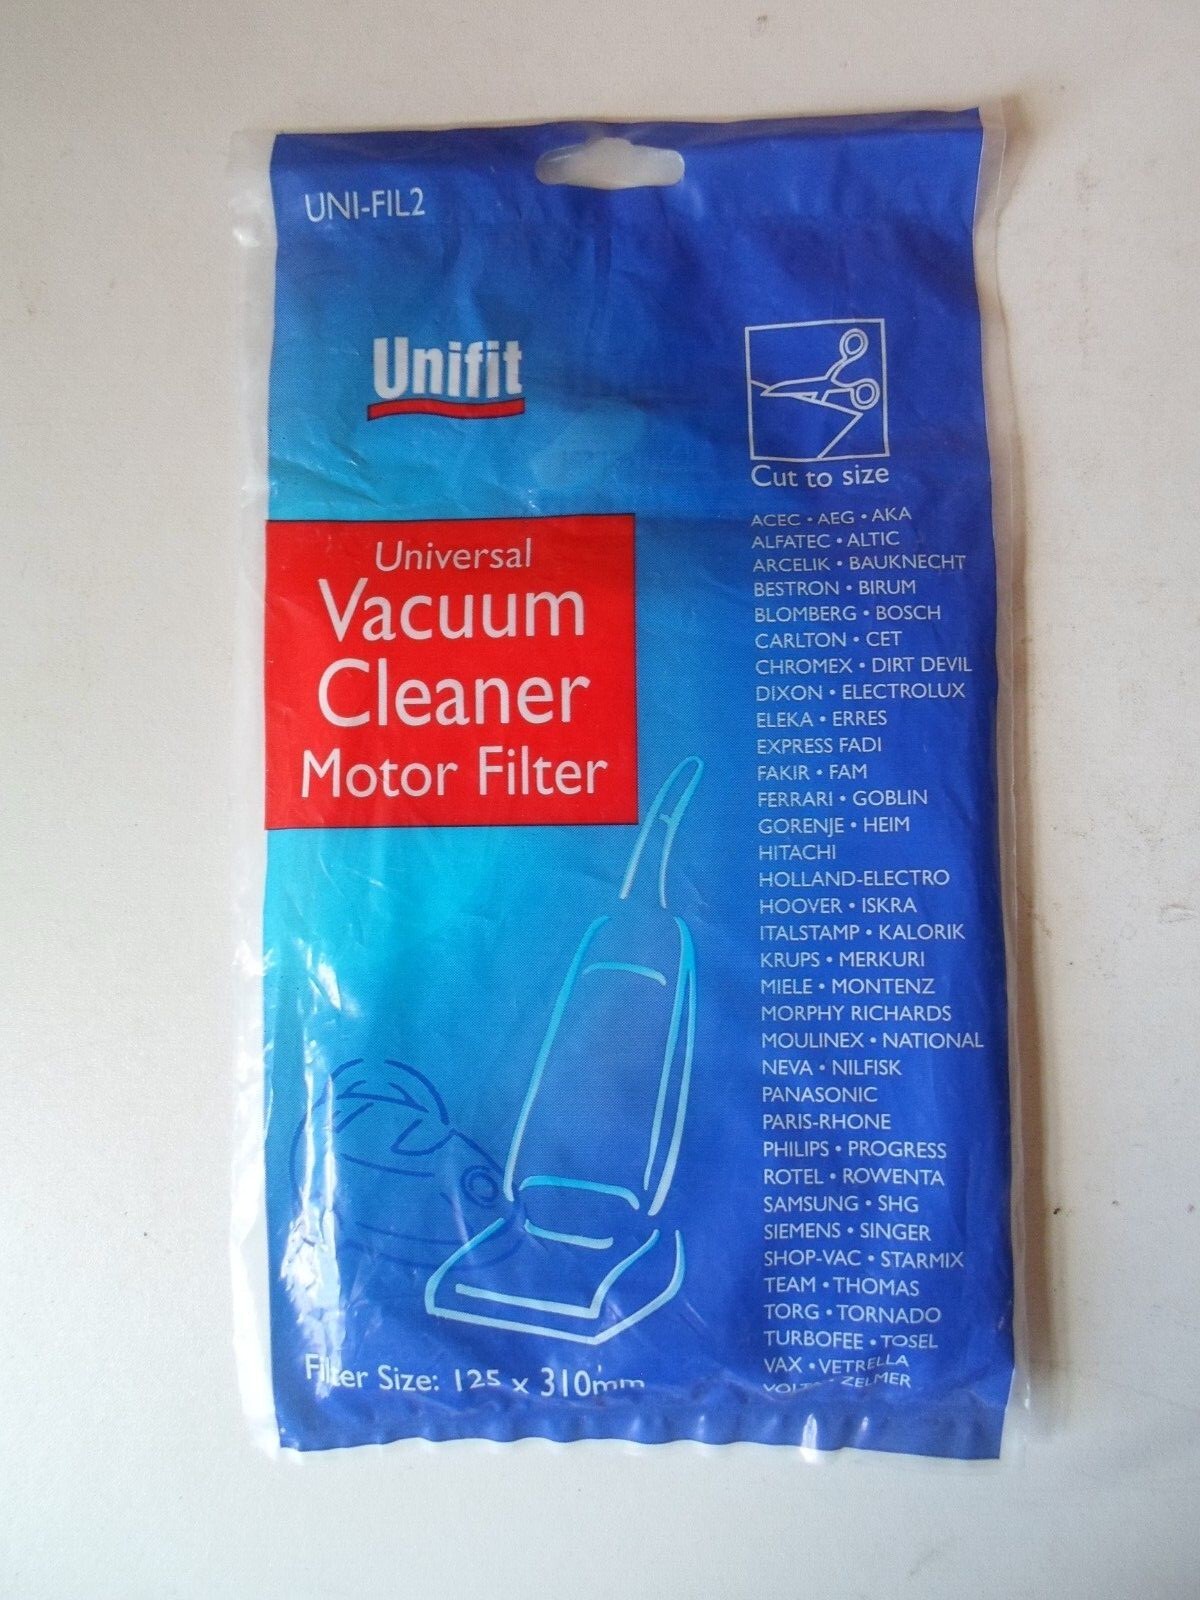 UNI-FIL2
Unifit
Cut to size
Universal
Vacuum
Cleaner
Motor Filter
ACEC • AEG • AKA
ALFATEC • ALTIC
ARCELIK • BAUKNECHT
BESTRON • BIRUM
BLOMBERG • BOSCH
CARLTON • CET
CHROMEX • DIRT DEVIL
DIXON • ELECTROLUX
ELEKA • ERRES
EXPRESS FADI
FAKIR • FAM
FERRARI • GOBLIN
GORENJE • HEIM
HITACHI
HOLLAND-ELECTRO
HOOVER • ISKRA
ITALSTAMP • KALORIK
KRUPS • MERKURI
MIELE • MONTENZ
MORPHY RICHARDS
MOULINEX • NATIONAL
NEVA • NILFISK
PANASONIC
PARIS-RHONE
PHILIPS • PROGRESS
ROTEL • ROWENTA
SAMSUNG • SHG
SIEMENS • SINGER
SHOP-VAC • STARMIX
TEAM • THOMAS
TORG • TORNADO
TURBOFEE • TOSEL
VAX • VETRELLA
ZELMER
Filter Size: 125 x 310mm